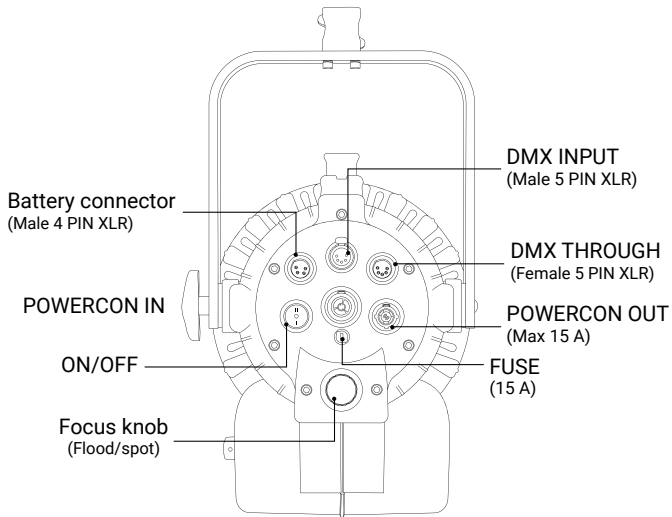 DMX INPUT
(Male 5 PIN XLR)
Battery connector
(Male 4 PIN XLR)
DMX THROUGH
(Female 5 PIN XLR)
POWERCON IN
POWERCON OUT
(Max 15 A)
ON/OFF
FUSE
(15 A)
Focus knob
(Flood/spot)
II
O
I